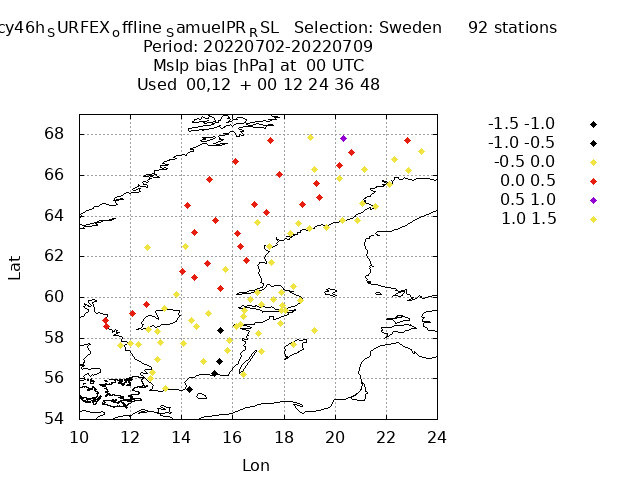 cy46hSURFEXofflineSamuelPRRSL Selection: Sweden 92 stations
Period: 20220702-20220709
Mslp bias [hPa] at 00 UTC
Used 00,12 + 00 12 24 36 48
-1.5 -1.0
-1.0 -0.5
-0.5 0.0
0.0 0.5
0.5 1.0
1.0 1.5
68
66
64
62
60
58
56
54
Lat
10 12 14 16 18 20 22 24
Lon